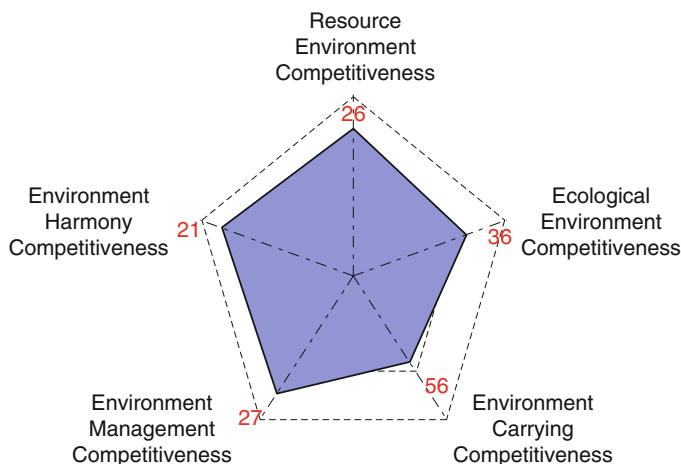 Resource
Environment
Competitiveness
26
Environment
Harmony
Competitiveness
21
Ecological
Environment
Competitiveness
36
Environment
Management
Competitiveness
27
56
Environment
Carrying
Competitiveness